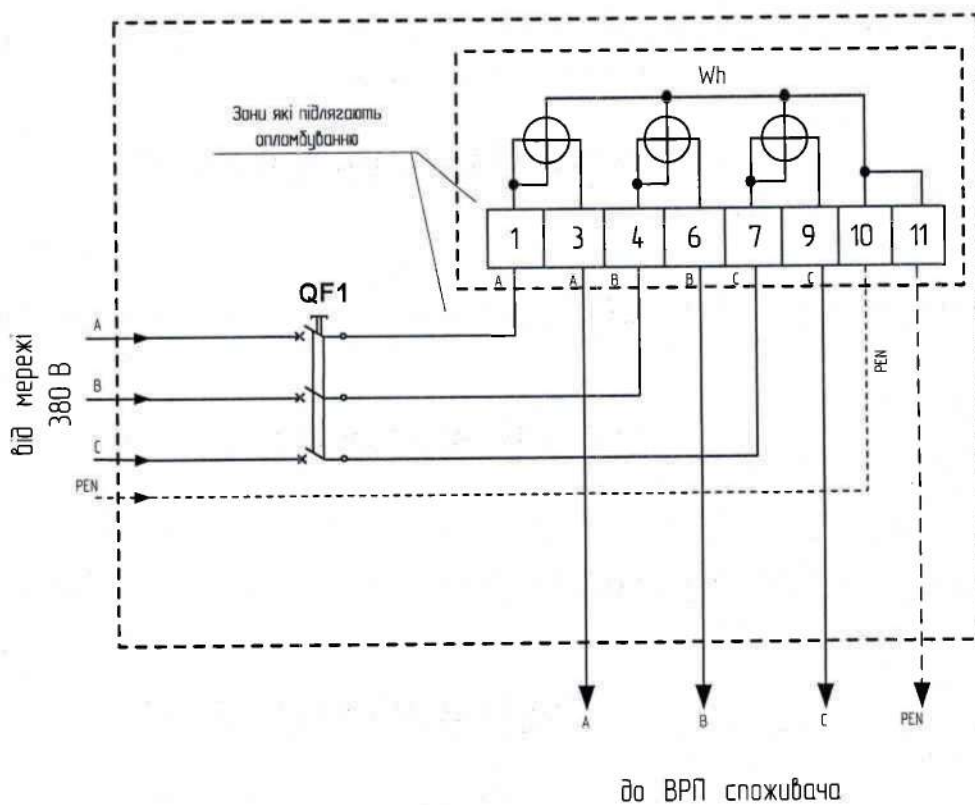 Wh
Зони які підлягають
опломбуванню
1 3 4 6 7 9 10 11
A A B B C C
QF1
PEN
A
B
C
PEN
від мережі
380 В
A B C PEN
до ВРП споживача